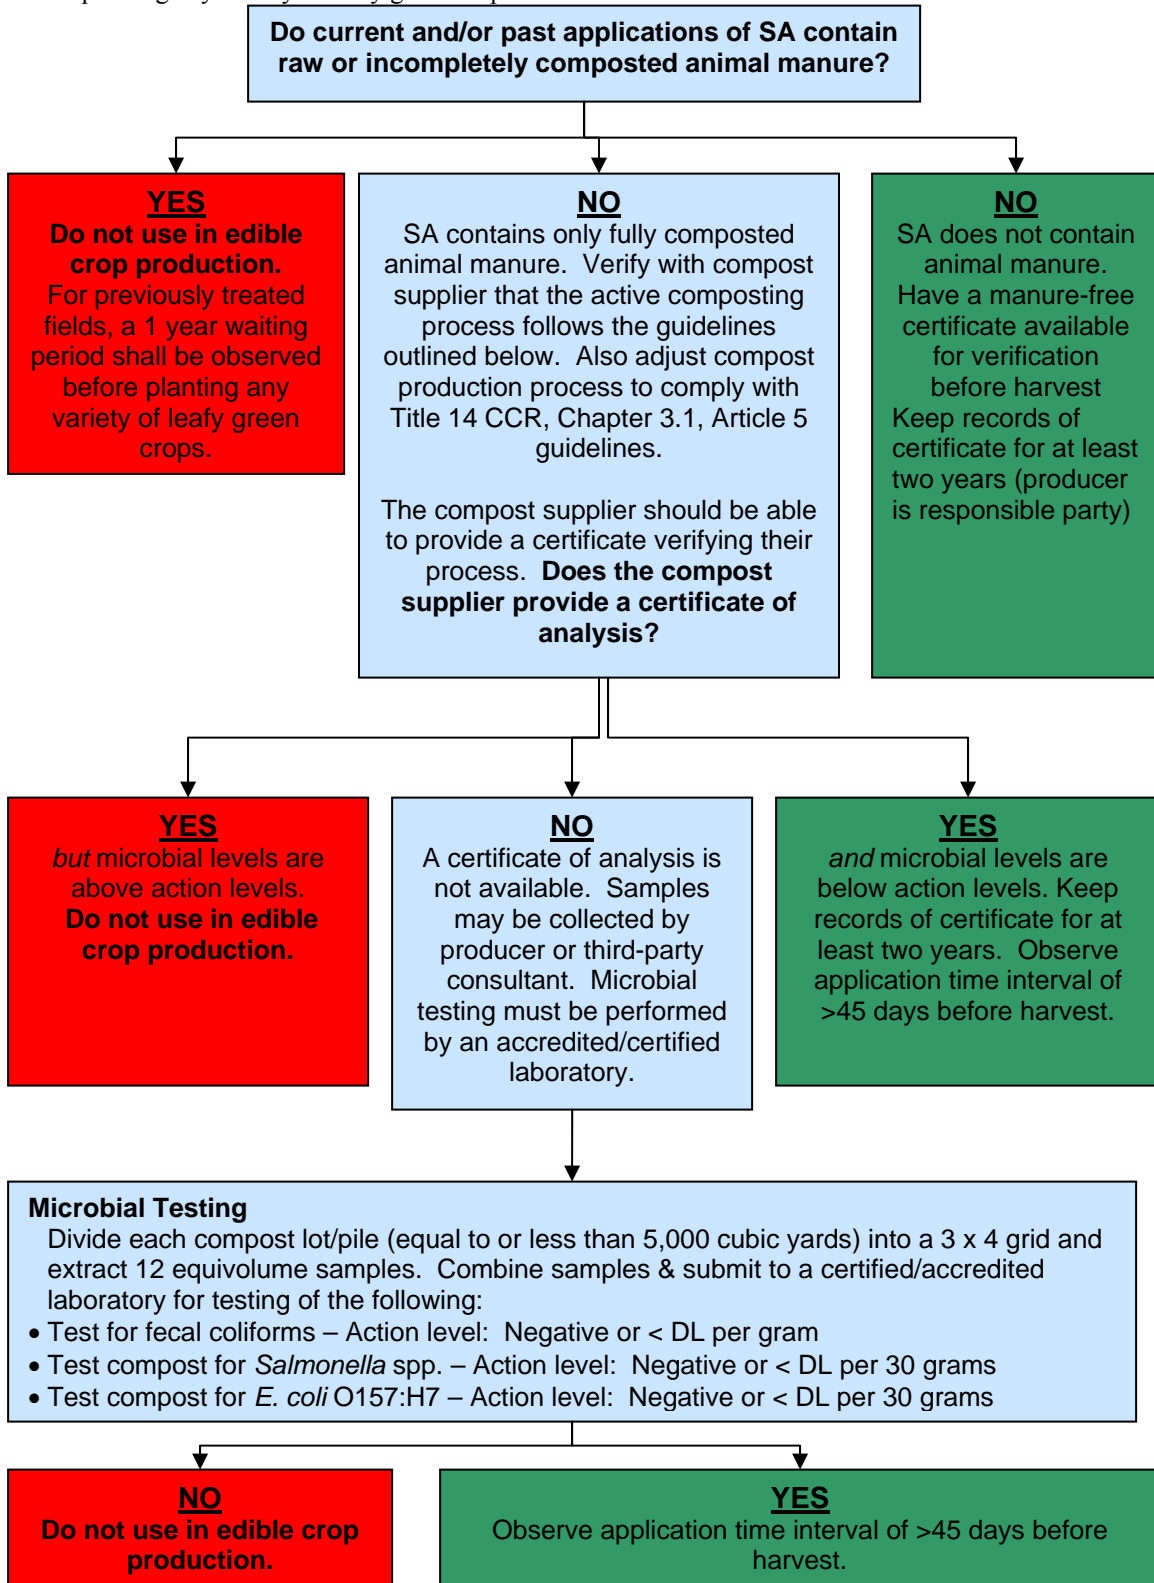 Do current and/or past applications of SA contain
raw or incompletely composted animal manure?
YES
Do not use in edible
crop production.
For previously treated
fields, a 1 year waiting
period shall be observed
before planting any
variety of leafy green
crops.
NO
SA contains only fully composted
animal manure. Verify with compost
supplier that the active composting
process follows the guidelines
outlined below. Also adjust compost
production process to comply with
Title 14 CCR, Chapter 3.1, Article 5
guidelines.
The compost supplier should be able
to provide a certificate verifying their
process. Does the compost
supplier provide a certificate of
analysis?
NO
SA does not contain
animal manure.
Have a manure-free
certificate available
for verification
before harvest
Keep records of
certificate for at least
two years (producer
is responsible party)
YES
but microbial levels are
above action levels.
Do not use in edible
crop production.
NO
A certificate of analysis is
not available. Samples
may be collected by
producer or third-party
consultant. Microbial
testing must be performed
by an accredited/certified
laboratory.
YES
and microbial levels are
below action levels. Keep
records of certificate for at
least two years. Observe
application time interval of
>45 days before harvest.
Microbial Testing
Divide each compost lot/pile (equal to or less than 5,000 cubic yards) into a 3 x 4 grid and
extract 12 equivolume samples. Combine samples & submit to a certified/accredited
laboratory for testing of the following:
• Test for fecal coliforms – Action level: Negative or < DL per gram
• Test compost for Salmonella spp. – Action level: Negative or < DL per 30 grams
• Test compost for E. coli O157:H7 – Action level: Negative or < DL per 30 grams
NO
Do not use in edible crop
production.
YES
Observe application time interval of >45 days before
harvest.